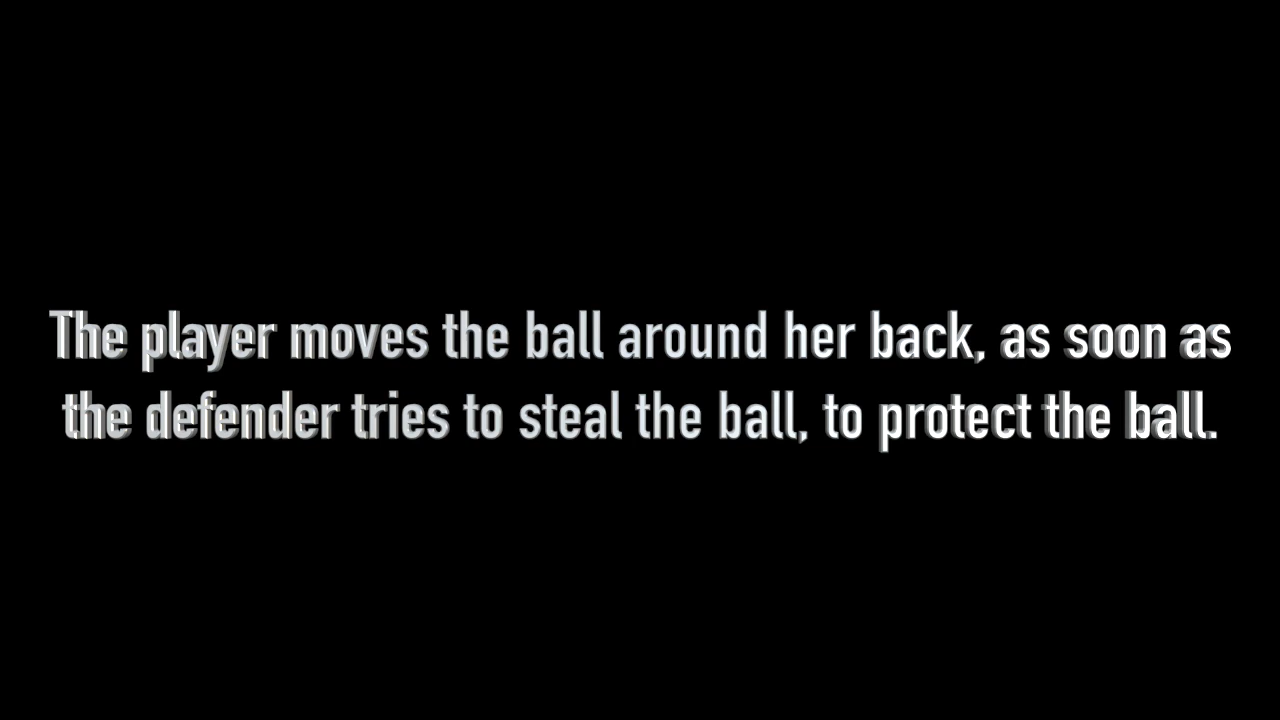 The player moves the ball around her back, as soon as
the defender tries to steal the ball, to protect the ball.